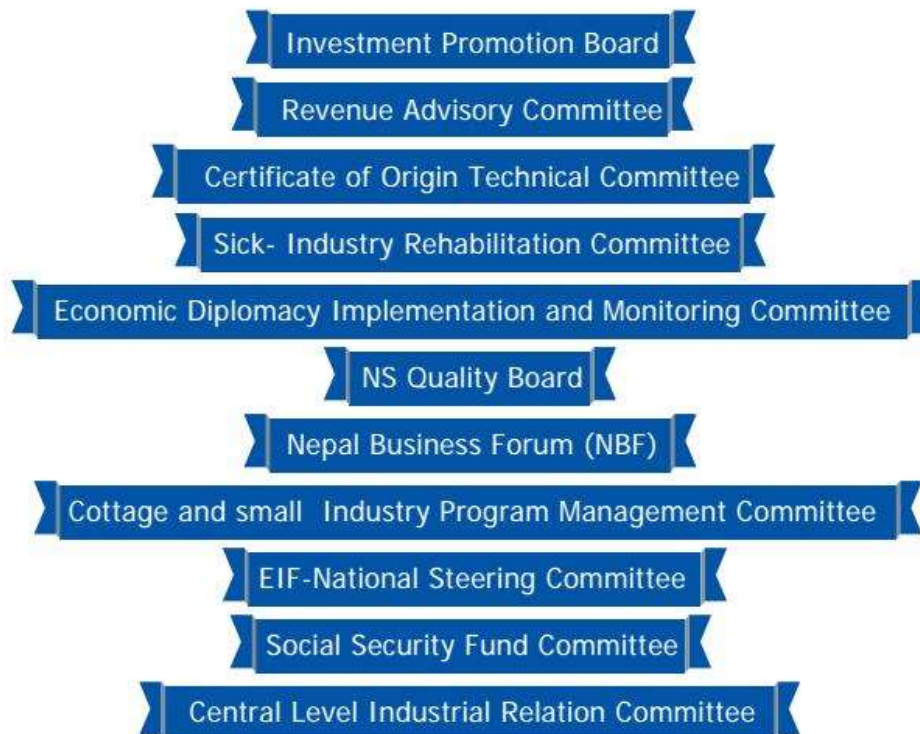 Investment Promotion Board
Revenue Advisory Committee
Certificate of Origin Technical Committee
Sick- Industry Rehabilitation Committee
Economic Diplomacy Implementation and Monitoring Committee
NS Quality Board
Nepal Business Forum (NBF)
Cottage and small  Industry Program Management Committee
EIF-National Steering Committee
Social Security Fund Committee
Central Level Industrial Relation Committee